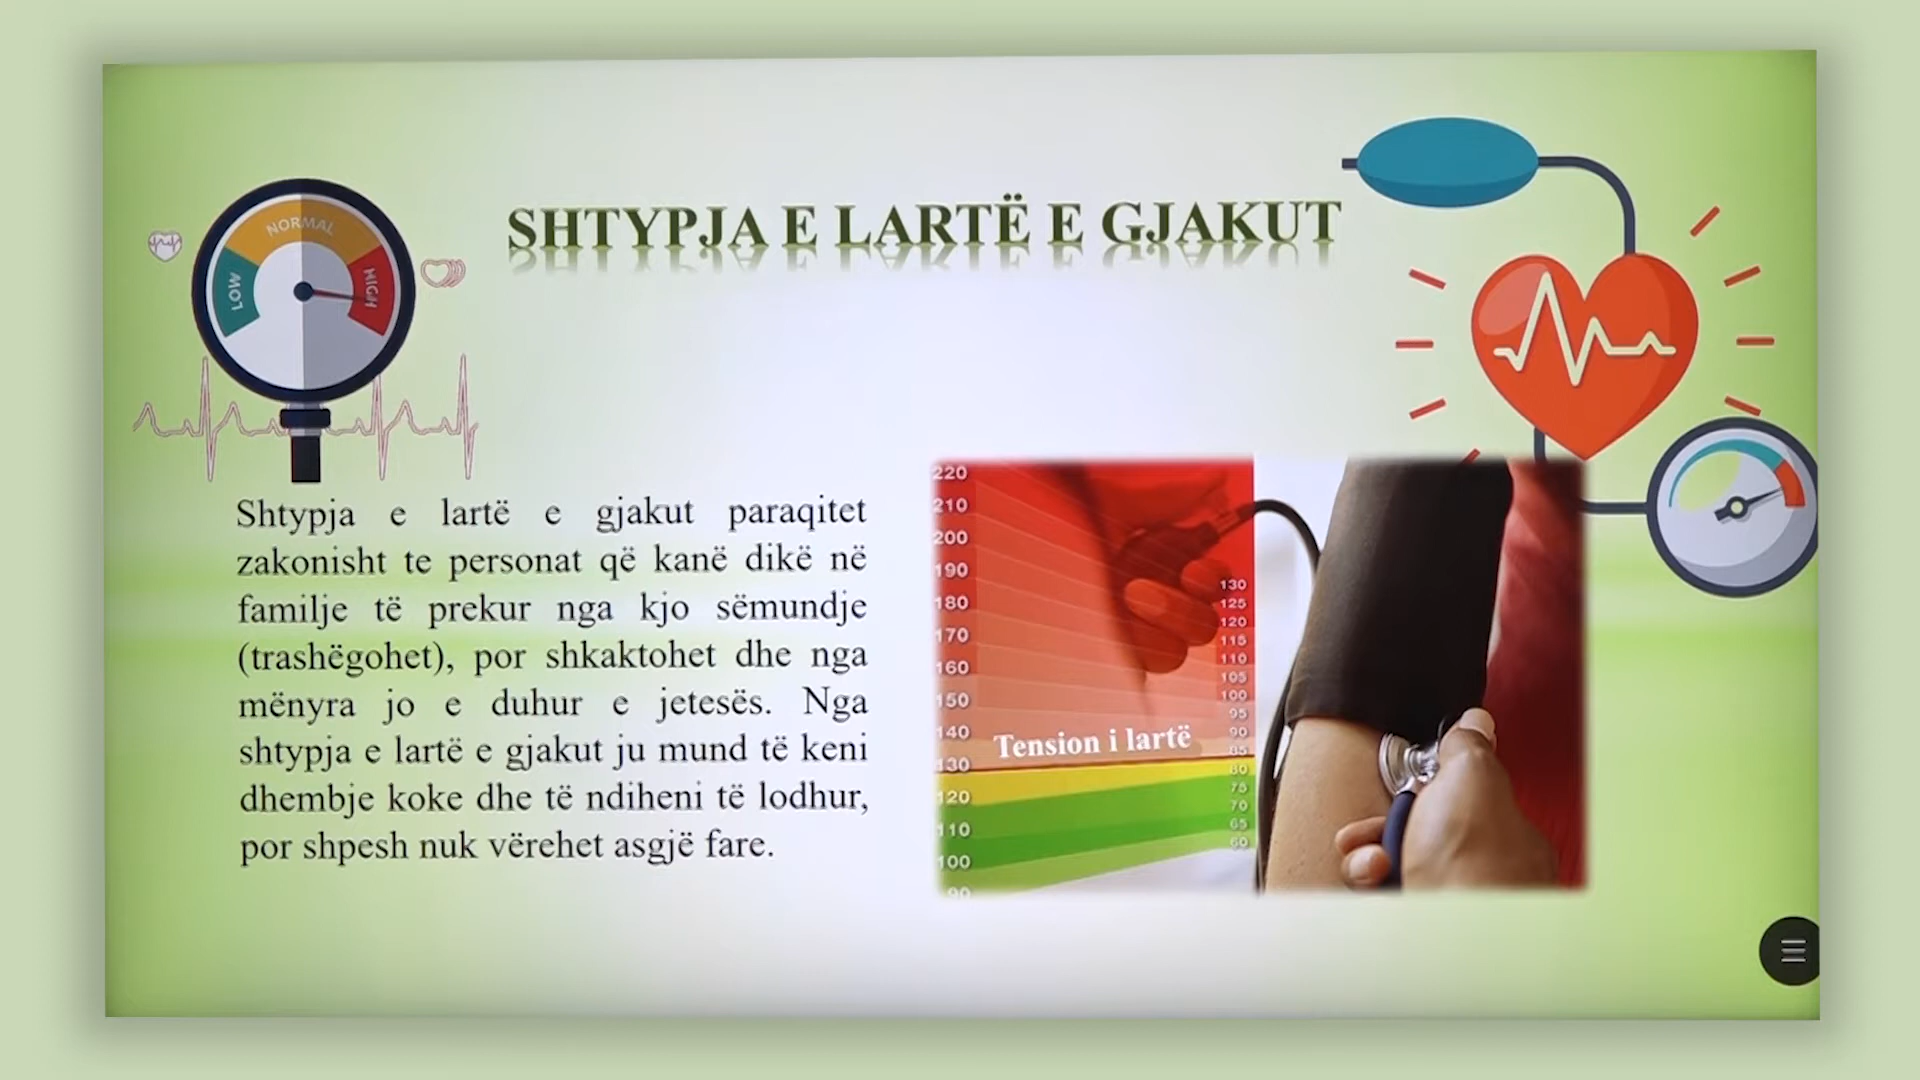 SHTYPJA E LARTË E GJAKUT
NORMAL
LOW
HIGH
Shtypja e lartë e gjakut paraqitet
zakonisht te personat që kanë dikë në
familje të prekur nga kjo sëmundje
(trashëgohet), por shkaktohet dhe nga
mënyra jo e duhur e jetesës. Nga
shtypja e lartë e gjakut ju mund të keni
dhembje koke dhe të ndiheni të lodhur,
por shpesh nuk vërehet asgjë fare.
220
210
200
190
180
170
160
150
140
130
120
110
100
90
Tension i lartë
130
125
120
115
110
105
100
95
90
85
80
75
70
65
60